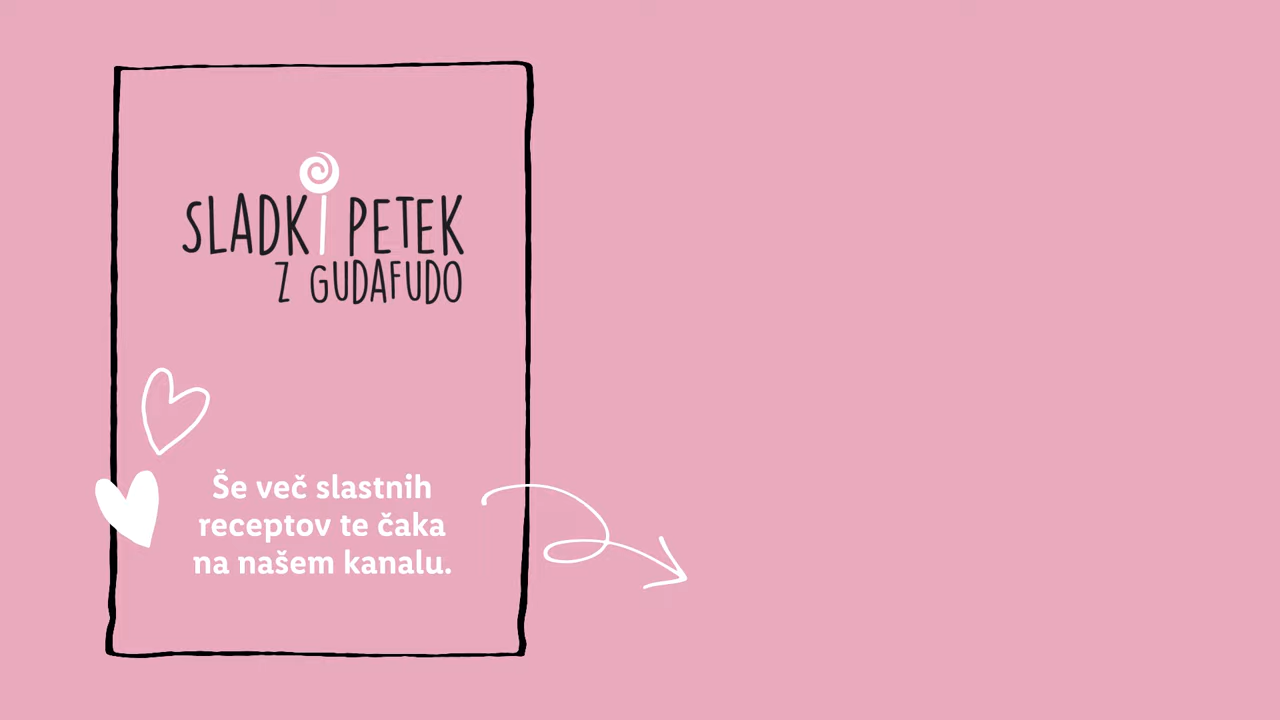 SLADKI PETEK
Z GUDAFUDO
Še več slastnih
receptov te čaka
na našem kanalu.